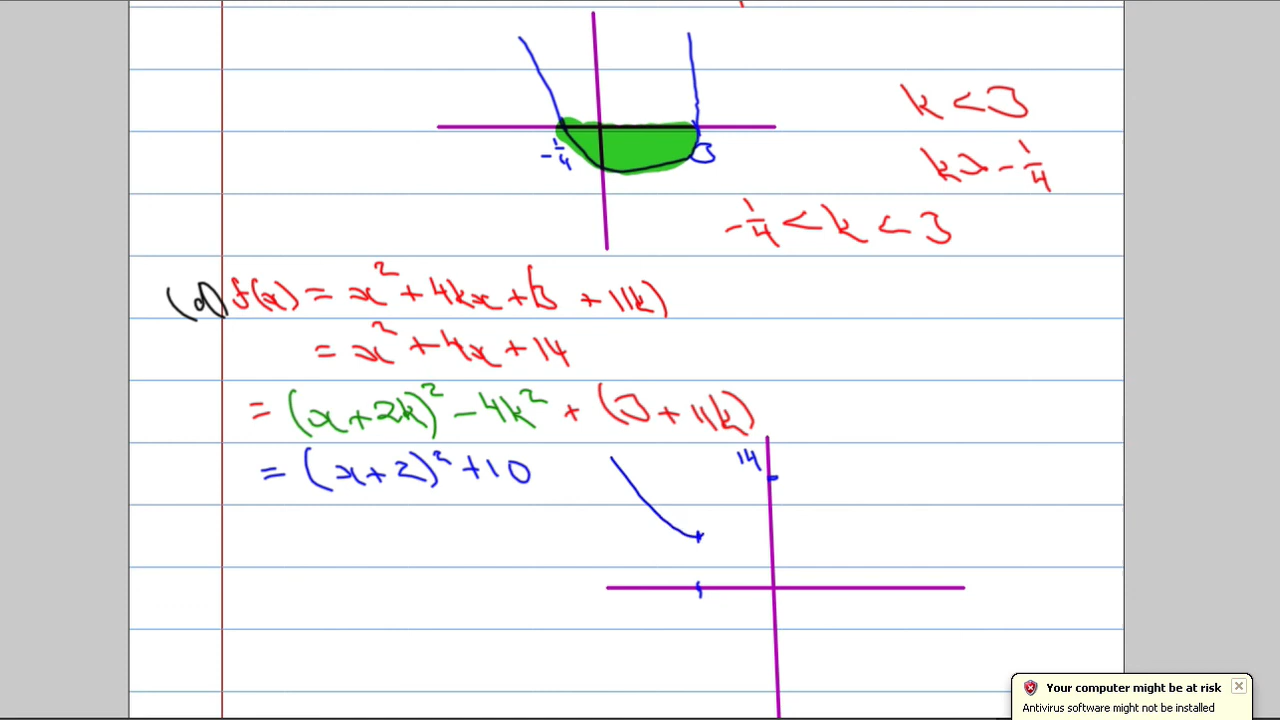 k < 3
k > - 1/4
- 1/4 3
- 1/4 < k < 3
(d) f(x) = x² + 4kx + (3 + 11k)
= x² + 4x + 14
= (x + 2k)² - 4k² + (3 + 11k)
= (x + 2)² + 10
14
Your computer might be at risk
Antivirus software might not be installed